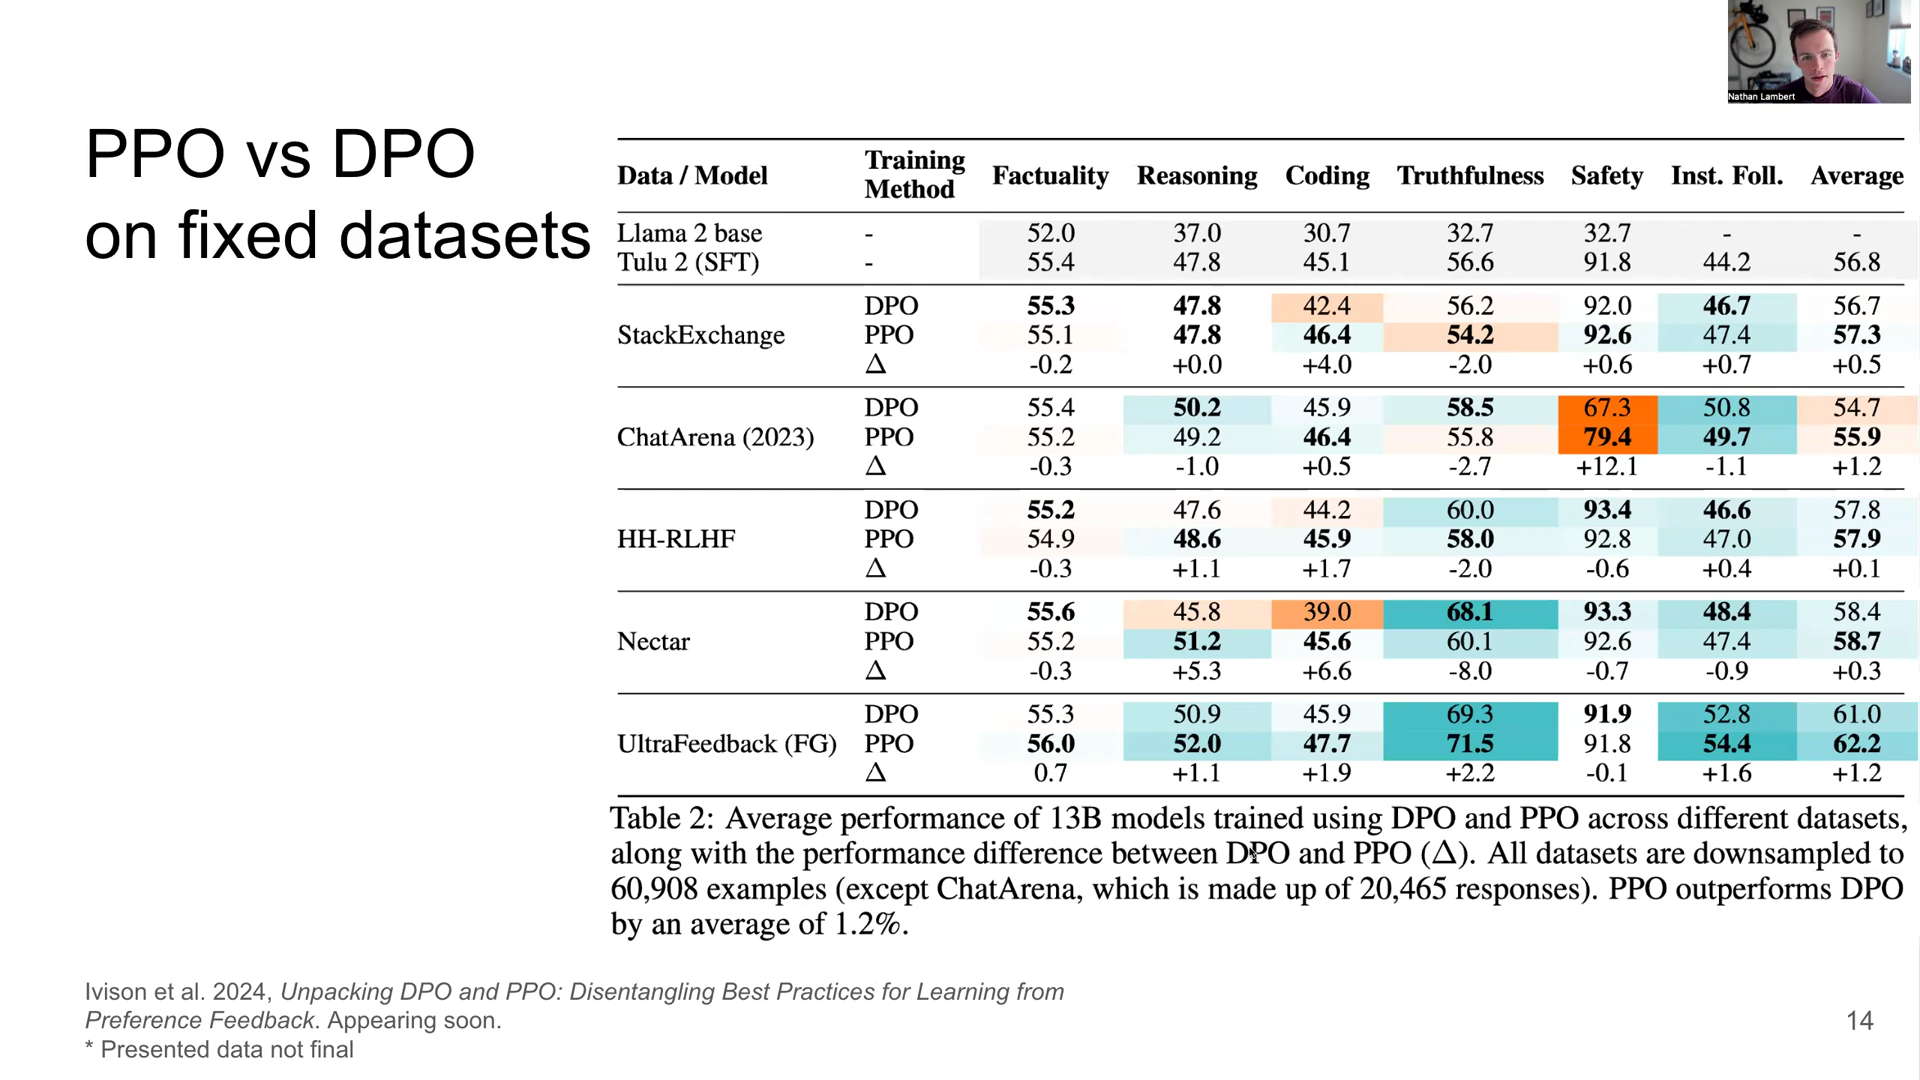 Nathan Lambert
PPO vs DPO
on fixed datasets
Data / Model Training Method Factuality Reasoning Coding Truthfulness Safety Inst. Foll. Average
Llama 2 base - 52.0 37.0 30.7 32.7 32.7 - -
Tulu 2 (SFT) - 55.4 47.8 45.1 56.6 91.8 44.2 56.8
DPO 55.3 47.8 42.4 56.2 92.0 46.7 56.7
StackExchange PPO 55.1 47.8 46.4 54.2 92.6 47.4 57.3
Δ -0.2 +0.0 +4.0 -2.0 +0.6 +0.7 +0.5
DPO 55.4 50.2 45.9 58.5 67.3 50.8 54.7
ChatArena (2023) PPO 55.2 49.2 46.4 55.8 79.4 49.7 55.9
Δ -0.3 -1.0 +0.5 -2.7 +12.1 -1.1 +1.2
DPO 55.2 47.6 44.2 60.0 93.4 46.6 57.8
HH-RLHF PPO 54.9 48.6 45.9 58.0 92.8 47.0 57.9
Δ -0.3 +1.1 +1.7 -2.0 -0.6 +0.4 +0.1
DPO 55.6 45.8 39.0 68.1 93.3 48.4 58.4
Nectar PPO 55.2 51.2 45.6 60.1 92.6 47.4 58.7
Δ -0.3 +5.3 +6.6 -8.0 -0.7 -0.9 +0.3
DPO 55.3 50.9 45.9 69.3 91.9 52.8 61.0
UltraFeedback (FG) PPO 56.0 52.0 47.7 71.5 91.8 54.4 62.2
Δ 0.7 +1.1 +1.9 +2.2 -0.1 +1.6 +1.2
Table 2: Average performance of 13B models trained using DPO and PPO across different datasets,
along with the performance difference between DPO and PPO (Δ). All datasets are downsampled to
60,908 examples (except ChatArena, which is made up of 20,465 responses). PPO outperforms DPO
by an average of 1.2%.
Ivison et al. 2024, Unpacking DPO and PPO: Disentangling Best Practices for Learning from
Preference Feedback. Appearing soon.
* Presented data not final
14